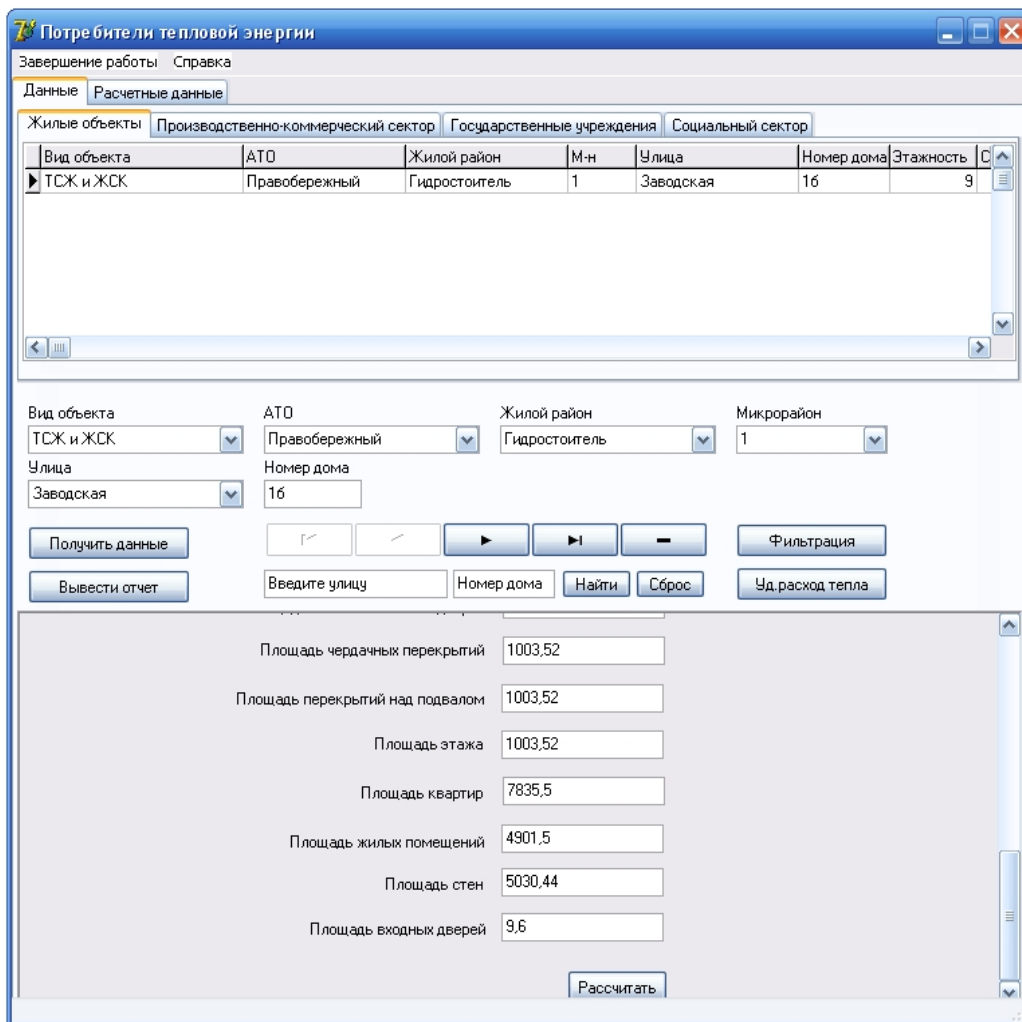 Потребители тепловой энергии
Завершение работы Справка
Данные Расчетные данные
Жилые объекты Производственно-коммерческий сектор Государственные учреждения Социальный сектор
Вид объекта АТО Жилой район М-н Улица Номер дома Этажность С
ТСЖ и ЖСК Правобережный Гидростоитель 1 Заводская 1б 9
Вид объекта АТО Жилой район Микрорайон
ТСЖ и ЖСК Правобережный Гидростоитель 1
Улица Номер дома
Заводская 1б
Получить данные Фильтрация
Вывести отчет Введите улицу Номер дома Найти Сброс Уд.расход тепла
Площадь чердачных перекрытий 1003,52
Площадь перекрытий над подвалом 1003,52
Площадь этажа 1003,52
Площадь квартир 7835,5
Площадь жилых помещений 4901,5
Площадь стен 5030,44
Площадь входных дверей 9,6
Рассчитать